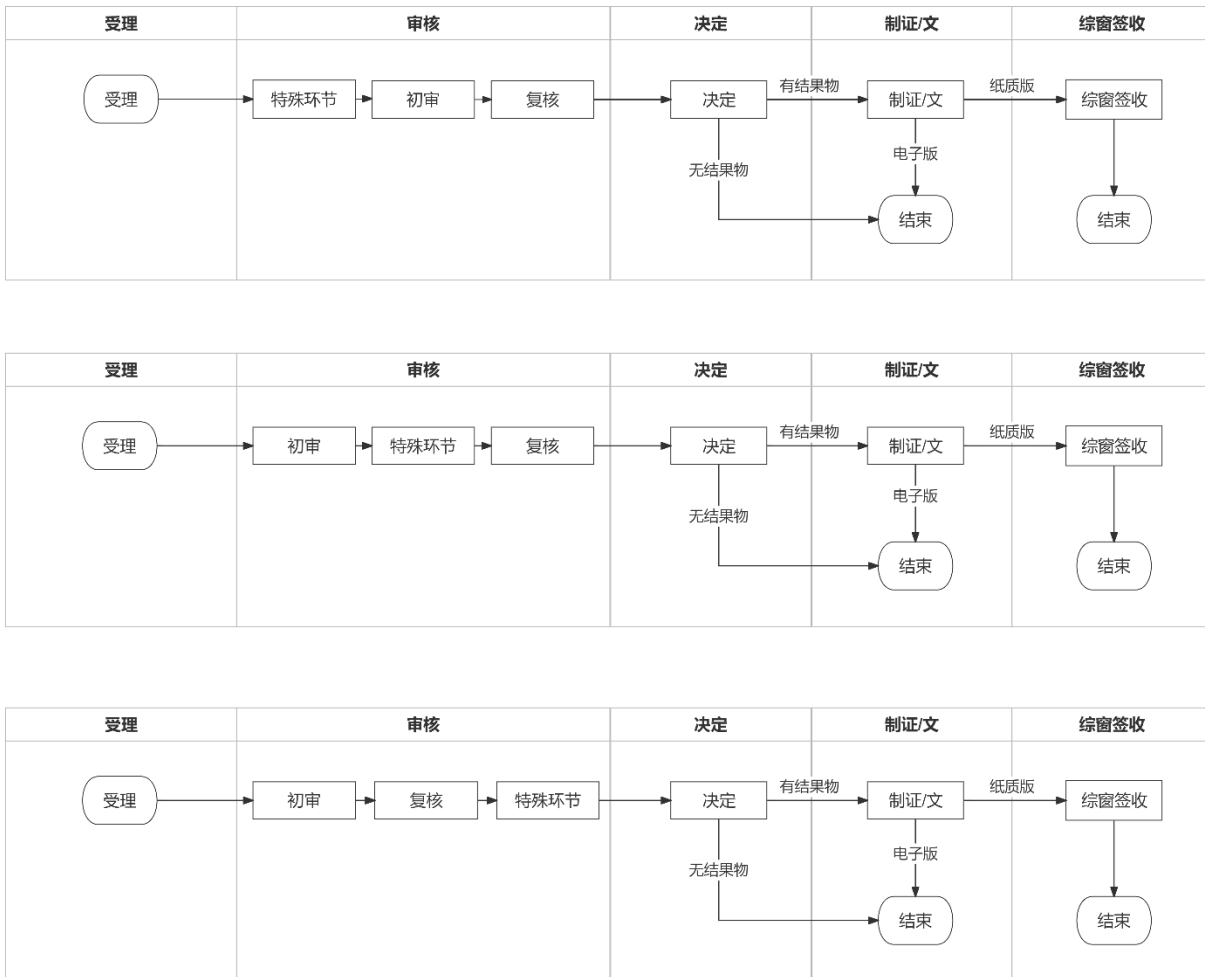 受理 审核 决定 制证/文 综窗签收
受理 特殊环节 初审 复核 决定 有结果物 制证/文 纸质版 综窗签收
电子版
无结果物
结束 结束
受理 审核 决定 制证/文 综窗签收
受理 初审 特殊环节 复核 决定 有结果物 制证/文 纸质版 综窗签收
电子版
无结果物
结束 结束
受理 审核 决定 制证/文 综窗签收
受理 初审 复核 特殊环节 决定 有结果物 制证/文 纸质版 综窗签收
电子版
无结果物
结束 结束